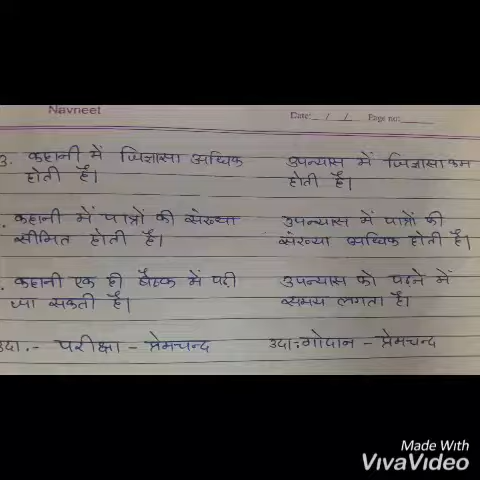 Navneet
Date: / / Page no:
3. कहानी में जिज्ञासा अधिक उपन्यास में जिज्ञासा कम
होती है। होती है।
. कहानी में पात्रों की संख्या उपन्यास में पात्रों की
सीमित होती है। संख्या अधिक होती है।
. कहानी एक ही बैठक में पढ़ी उपन्यास को पढ़ने में
जा सकती है। समय लगता है।
उदा.- परीक्षा - प्रेमचन्द उदा:गोदान - प्रेमचन्द
Made With
VivaVideo